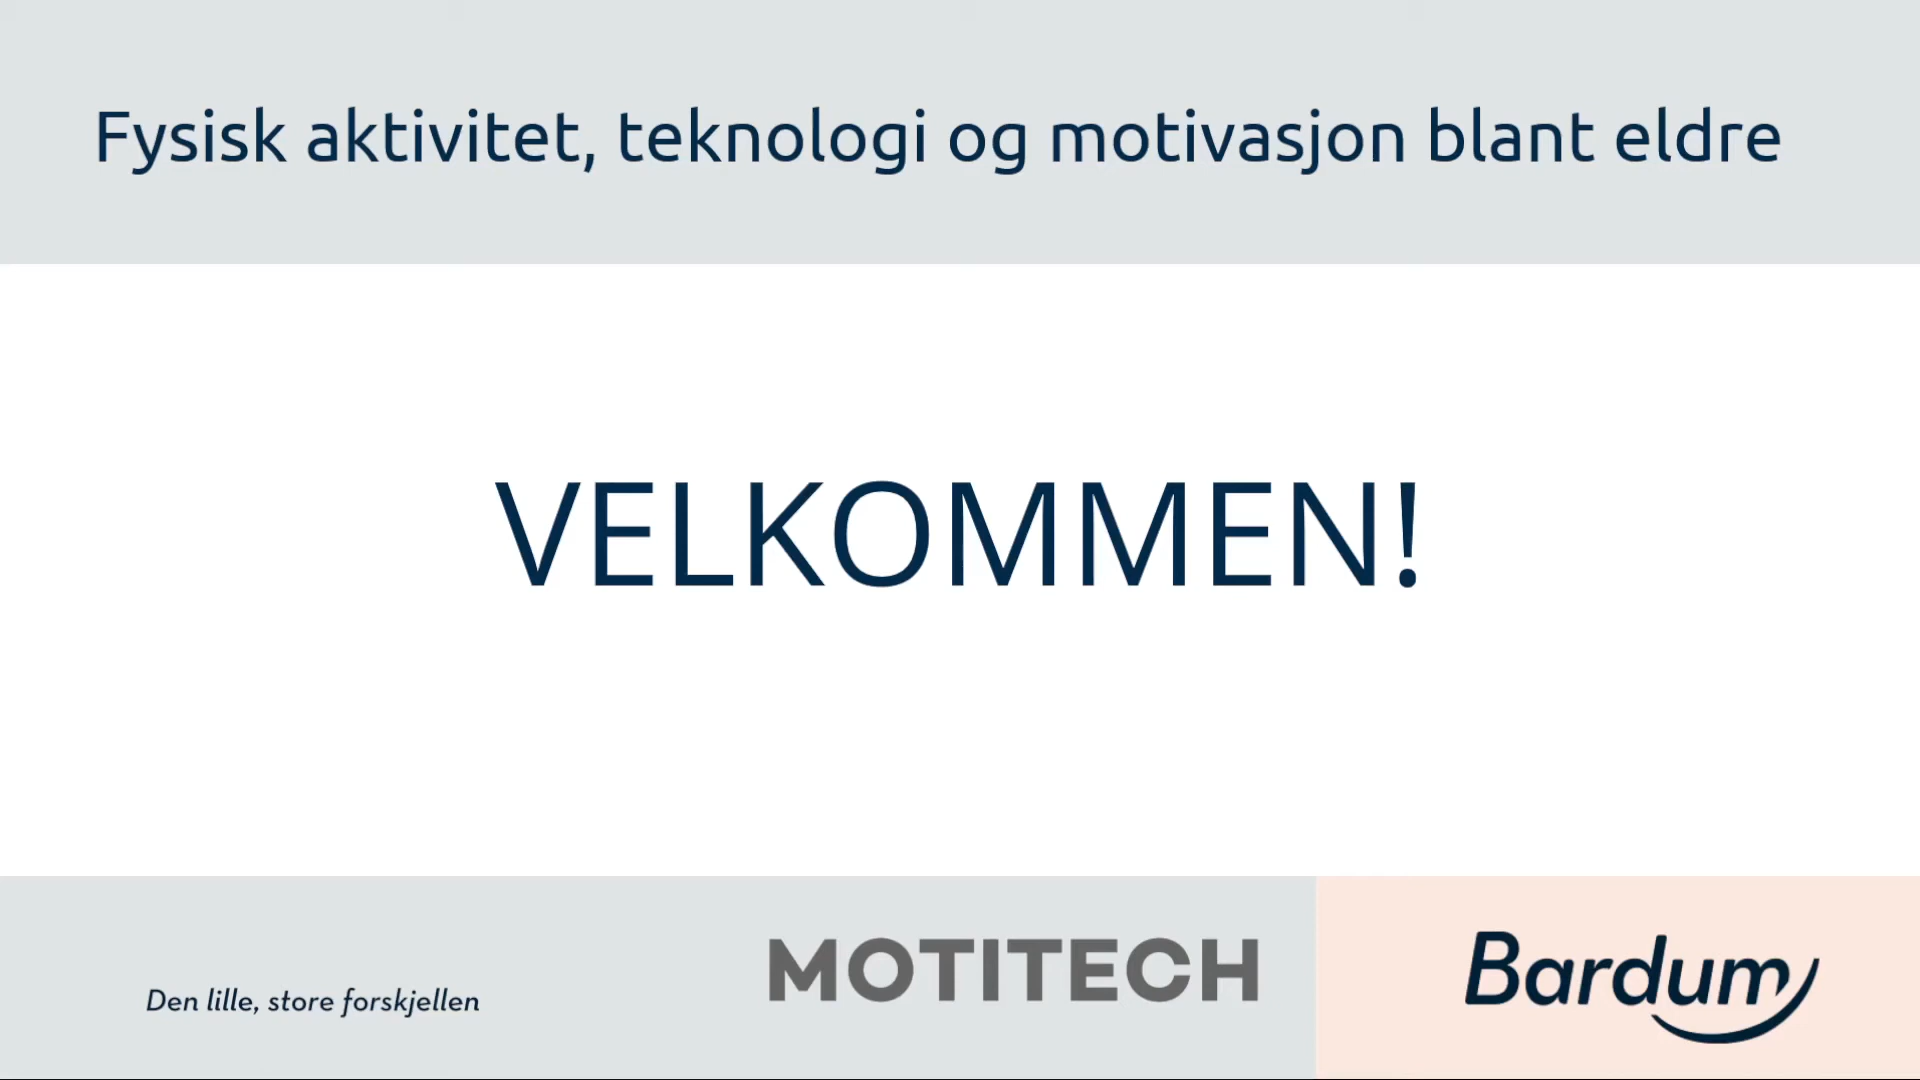 Fysisk aktivitet, teknologi og motivasjon blant eldre
VELKOMMEN!
Den lille, store forskjellen
MOTITECH
Bardum